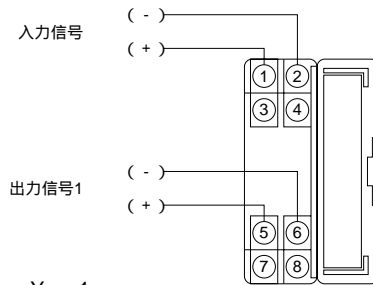 ( - )
入力信号
( + )
① ②
③ ④
( - )
出力信号1
( + )
⑤ ⑥
⑦ ⑧